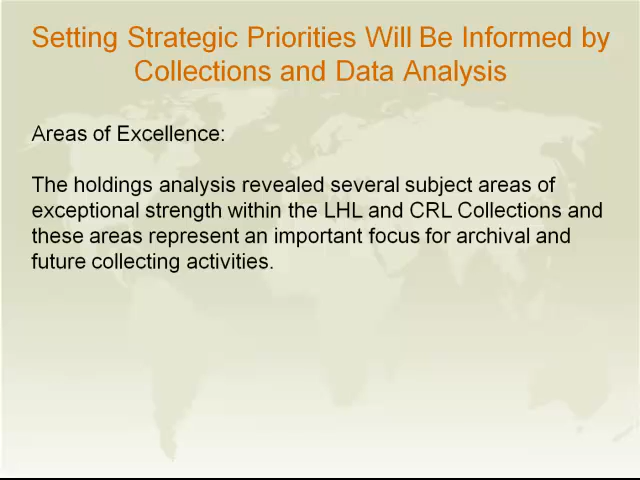 Setting Strategic Priorities Will Be Informed by
Collections and Data Analysis
Areas of Excellence:
The holdings analysis revealed several subject areas of
exceptional strength within the LHL and CRL Collections and
these areas represent an important focus for archival and
future collecting activities.